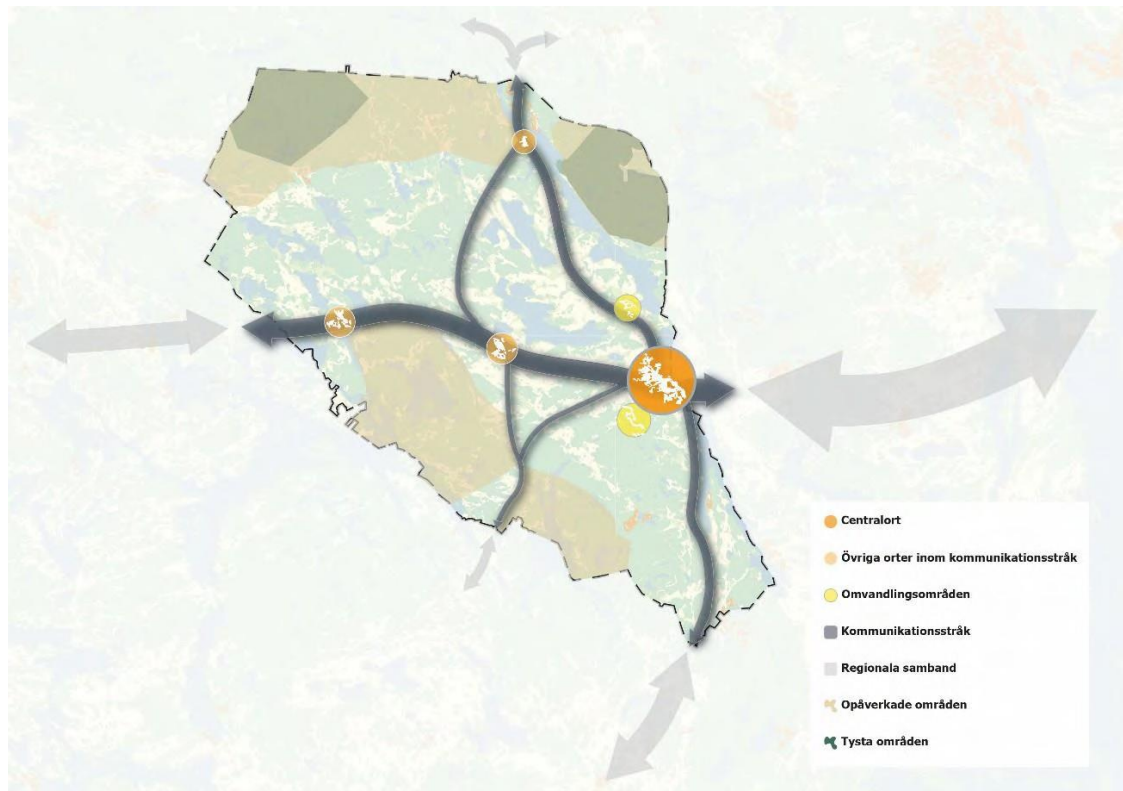 Centralort
Övriga orter inom kommunikationsstråk
Omvandlingsområden
Kommunikationsstråk
Regionala samband
Opåverkade områden
Tysta områden